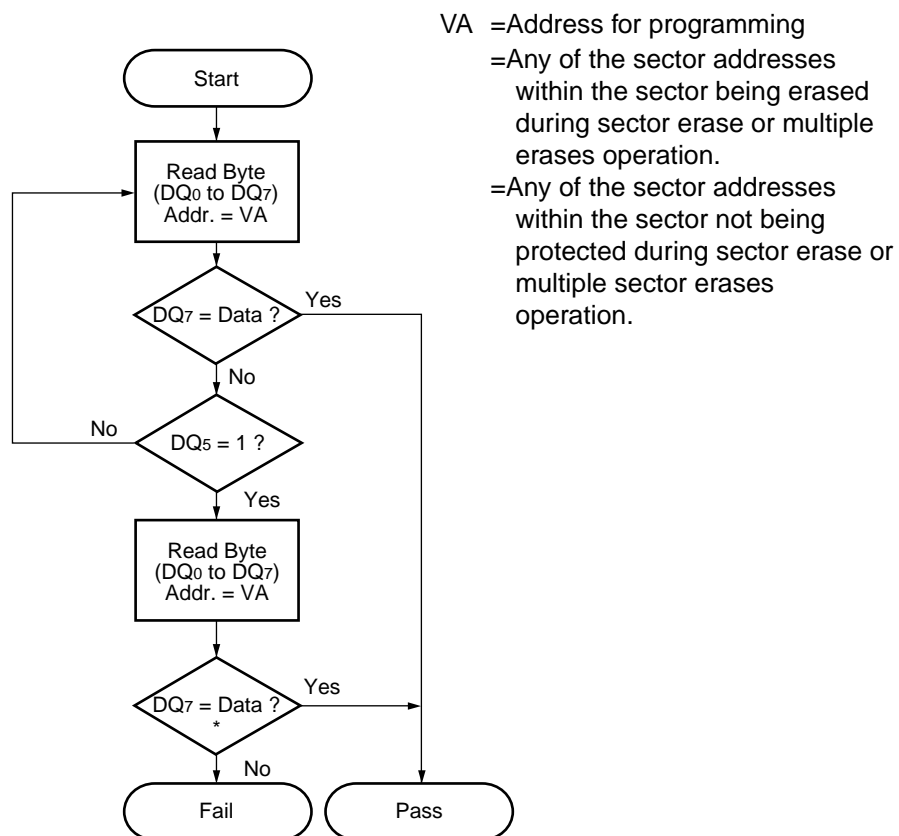 VA =Address for programming
=Any of the sector addresses
within the sector being erased
during sector erase or multiple
erases operation.
=Any of the sector addresses
within the sector not being
protected during sector erase or
multiple sector erases
operation.
Start
Read Byte
(DQ0 to DQ7)
Addr. = VA
DQ7 = Data ?
Yes
No
DQ5 = 1 ?
No
Yes
Read Byte
(DQ0 to DQ7)
Addr. = VA
DQ7 = Data ?
*
Yes
No
Fail
Pass